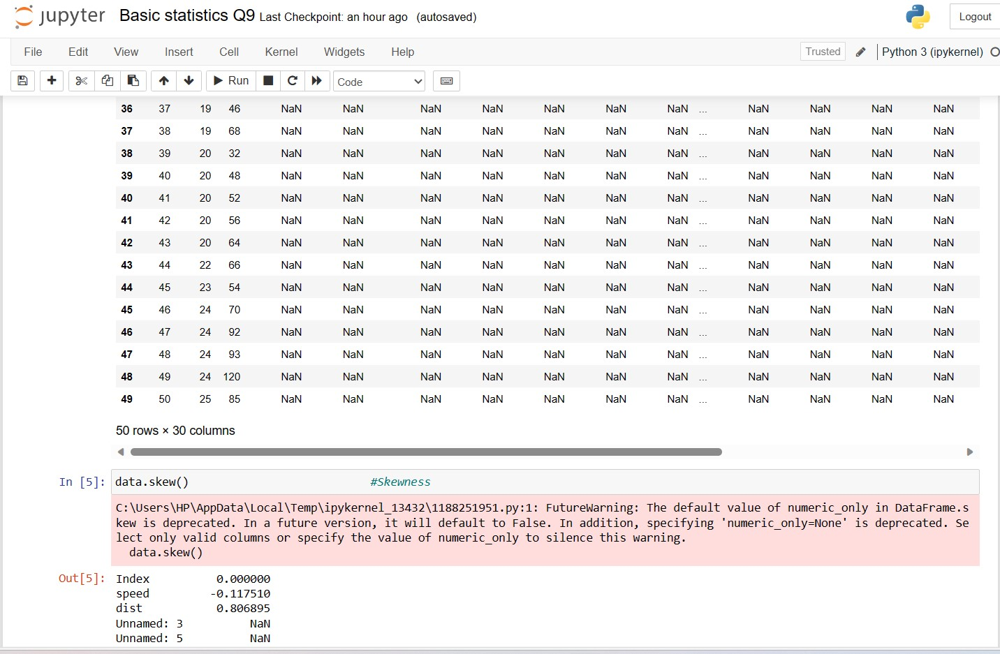 jupyter Basic statistics Q9 Last Checkpoint: an hour ago (autosaved) Logout
File Edit View Insert Cell Kernel Widgets Help Trusted Python 3 (ipykernel)
Run Code
36 37 19 46 NaN NaN NaN NaN NaN NaN NaN ... NaN NaN NaN NaN
37 38 19 68 NaN NaN NaN NaN NaN NaN NaN ... NaN NaN NaN NaN
38 39 20 32 NaN NaN NaN NaN NaN NaN NaN ... NaN NaN NaN NaN
39 40 20 48 NaN NaN NaN NaN NaN NaN NaN ... NaN NaN NaN NaN
40 41 20 52 NaN NaN NaN NaN NaN NaN NaN ... NaN NaN NaN NaN
41 42 20 56 NaN NaN NaN NaN NaN NaN NaN ... NaN NaN NaN NaN
42 43 20 64 NaN NaN NaN NaN NaN NaN NaN ... NaN NaN NaN NaN
43 44 22 66 NaN NaN NaN NaN NaN NaN NaN ... NaN NaN NaN NaN
44 45 23 54 NaN NaN NaN NaN NaN NaN NaN ... NaN NaN NaN NaN
45 46 24 70 NaN NaN NaN NaN NaN NaN NaN ... NaN NaN NaN NaN
46 47 24 92 NaN NaN NaN NaN NaN NaN NaN ... NaN NaN NaN NaN
47 48 24 93 NaN NaN NaN NaN NaN NaN NaN ... NaN NaN NaN NaN
48 49 24 120 NaN NaN NaN NaN NaN NaN NaN ... NaN NaN NaN NaN
49 50 25 85 NaN NaN NaN NaN NaN NaN NaN ... NaN NaN NaN NaN
50 rows × 30 columns
In [5]: data.skew() #Skewness
C:\Users\HP\AppData\Local\Temp\ipykernel_13432\1188251951.py:1: FutureWarning: The default value of numeric_only in DataFrame.s
kew is deprecated. In a future version, it will default to False. In addition, specifying 'numeric_only=None' is deprecated. Se
lect only valid columns or specify the value of numeric_only to silence this warning.
data.skew()
Out[5]: Index 0.000000
speed -0.117510
dist 0.806895
Unnamed: 3 NaN
Unnamed: 5 NaN